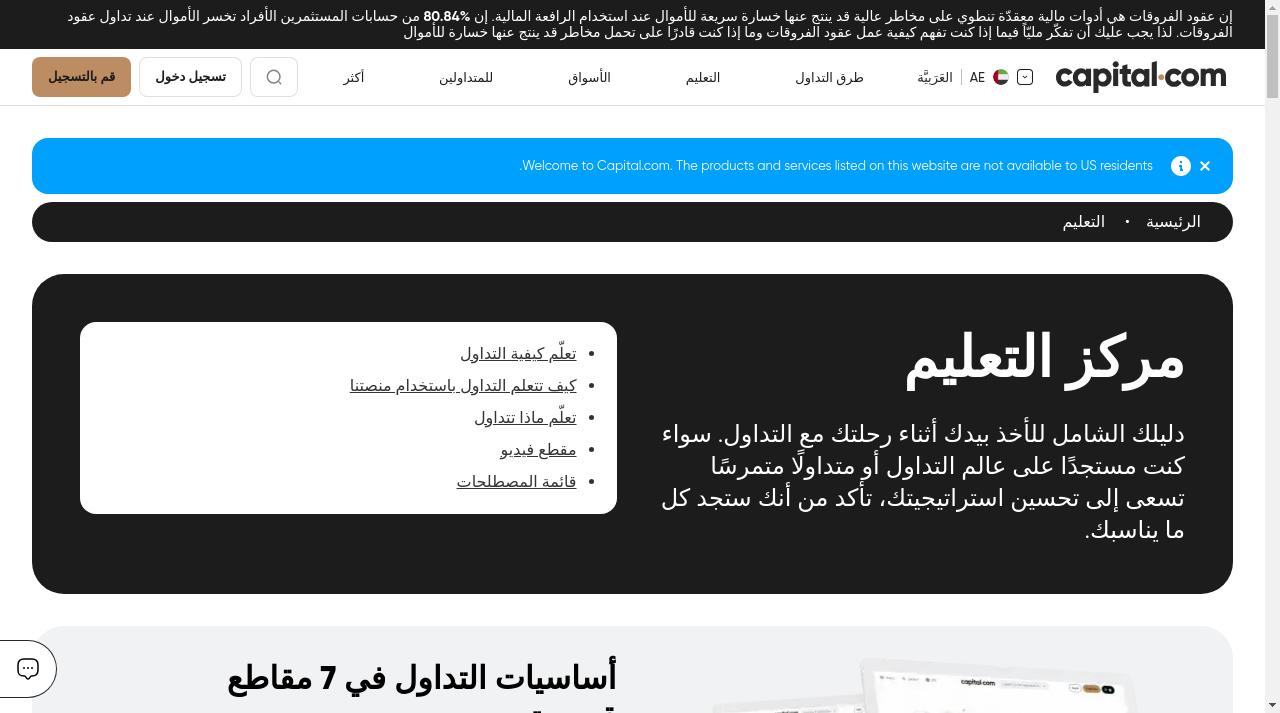 إن عقود الفروقات هي أدوات مالية معقدّة تنطوي على مخاطر عالية قد ينتج عنها خسارة سريعة للأموال عند استخدام الرافعة المالية. إن 80.84% من حسابات المستثمرين الأفراد تخسر الأموال عند تداول عقود
الفروقات. لذا يجب عليك أن تفكّر مليّاً فيما إذا كنت تفهم كيفية عمل عقود الفروقات وما إذا كنت قادرًا على تحمل مخاطر قد ينتج عنها خسارة للأموال
capital.com
AE العَرَبِيَّة
طرق التداول
التعليم
الأسواق
للمتداولين
أكثر
تسجيل دخول
قم بالتسجيل
Welcome to Capital.com. The products and services listed on this website are not available to US residents.
الرئيسية • التعليم
مركز التعليم
دليلك الشامل للأخذ بيدك أثناء رحلتك مع التداول. سواء
كنت مستجدًا على عالم التداول أو متداولًا متمرسًا
تسعى إلى تحسين استراتيجيتك، تأكد من أنك ستجد كل
ما يناسبك.
• تعلّم كيفية التداول
• كيف تتعلم التداول باستخدام منصتنا
• تعلّم ماذا تتداول
• مقطع فيديو
• قائمة المصطلحات
أساسيات التداول في 7 مقاطع
capital.com